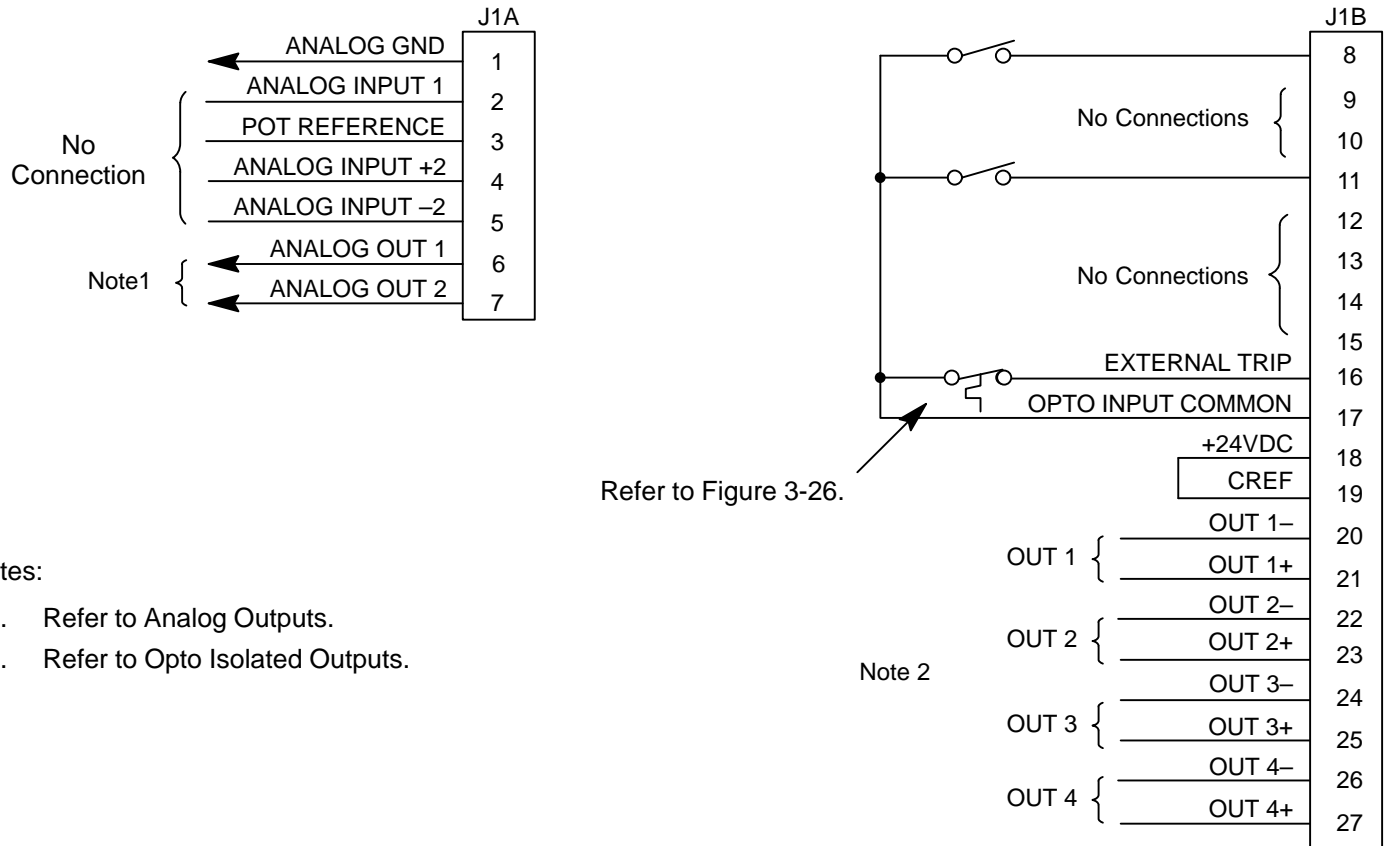 J1A
ANALOG GND
1
ANALOG INPUT 1
2
POT REFERENCE
3
ANALOG INPUT +2
4
ANALOG INPUT –2
5
ANALOG OUT 1
6
ANALOG OUT 2
7
No
Connection
Note1
J1B
8
9
No Connections
10
11
12
13
No Connections
14
15
EXTERNAL TRIP
16
OPTO INPUT COMMON
17
+24VDC
18
CREF
19
Refer to Figure 3-26.
OUT 1–
20
OUT 1
OUT 1+
21
OUT 2–
22
OUT 2
OUT 2+
23
Note 2
OUT 3–
24
OUT 3
OUT 3+
25
OUT 4–
26
OUT 4
OUT 4+
27
tes:
. Refer to Analog Outputs.
. Refer to Opto Isolated Outputs.